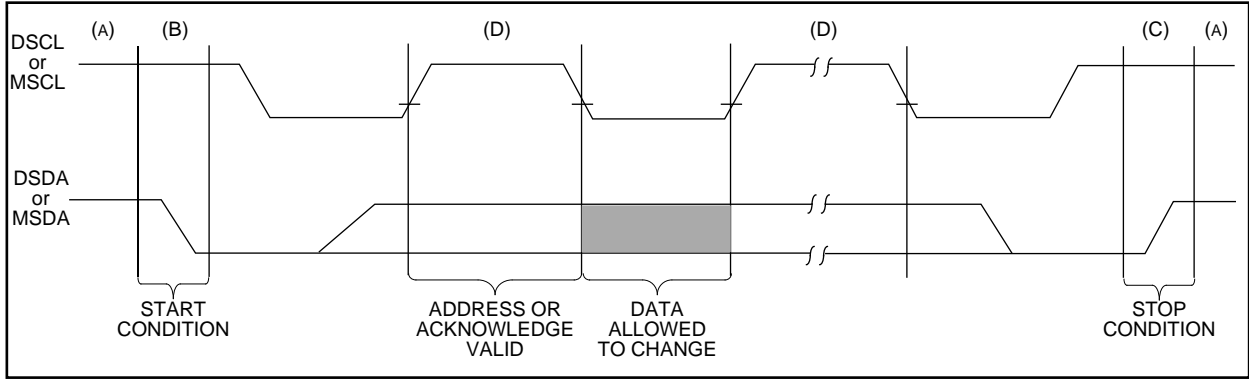 (A) (B) (D) (D) (C) (A)
DSCL
or
MSCL
DSDA
or
MSDA
START
CONDITION
ADDRESS OR
ACKNOWLEDGE
VALID
DATA
ALLOWED
TO CHANGE
STOP
CONDITION